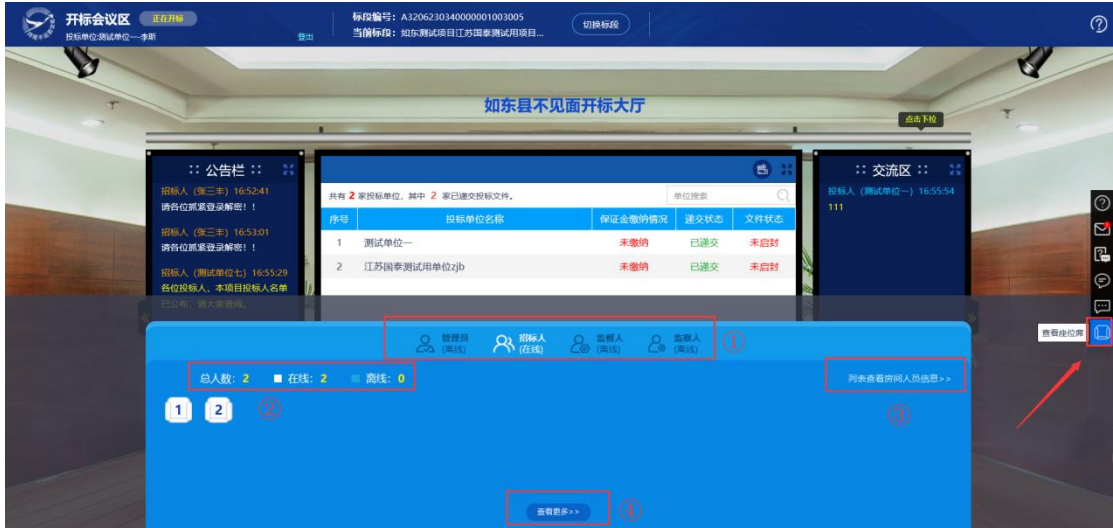 开标会议区 正在开标
投标单位:测试单位一-李斯
登出
标段编号：A3206230340000001003005
当前标段：如东测试项目江苏国泰测试用项目...
切换标段
如东县不见面开标大厅
点击下拉
:: 公告栏 ::
招标人（张三丰）16:52:41
请各位抓紧登录解密！！
招标人（张三丰）16:53:01
请各位抓紧登录解密！！
招标人（测试单位七）16:55:29
各位投标人，本项目投标人名单
已公布，请大家查阅。
共有 2 家投标单位，其中 2 家已递交投标文件。
单位搜索
序号 投标单位名称 保证金缴纳情况 递交状态 文件状态
1 测试单位一 未缴纳 已递交 未启封
2 江苏国泰测试用单位zjb 未缴纳 已递交 未启封
:: 交流区 ::
投标人（测试单位一）16:55:54
111
查看座位席
管理员 (离线) 招标人 (在线) 监督人 (离线) 监察人 (离线) ①
总人数：2 在线：2 离线：0
列表查看房间人员信息>>
1 2 ② ③
查看更多>> ④